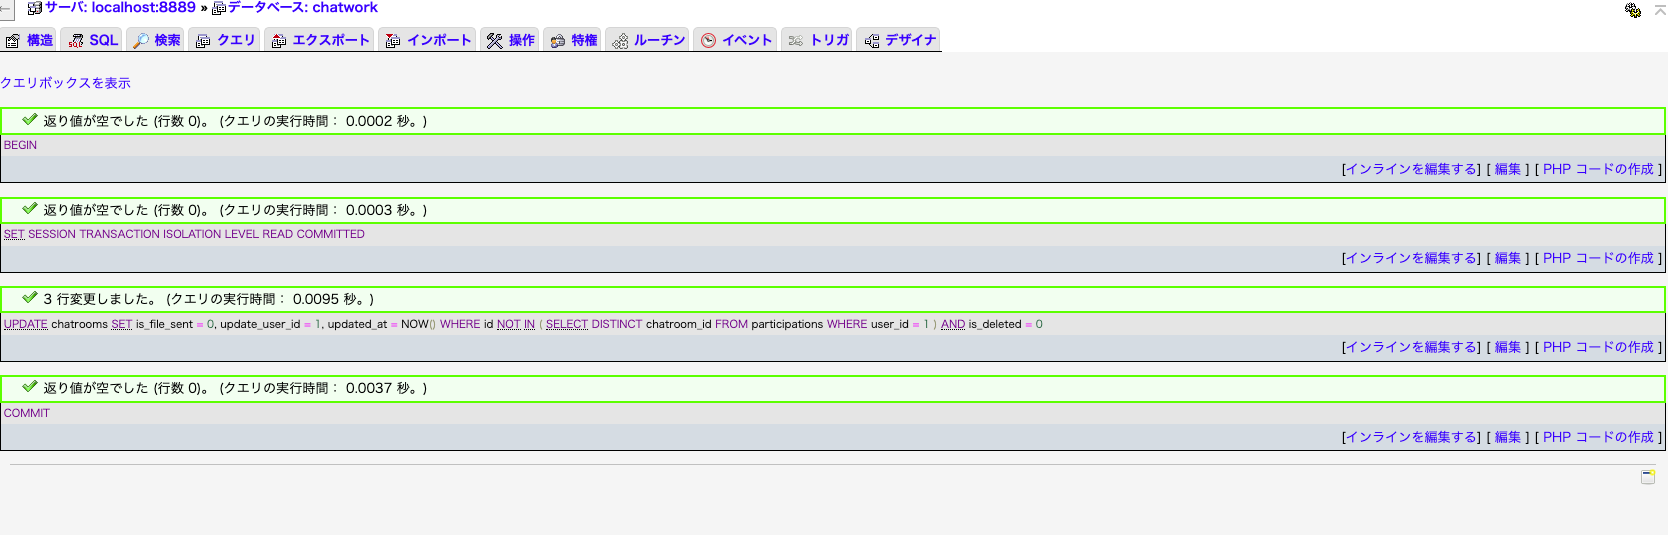 サーバ: localhost:8889 » データベース: chatwork
構造 SQL 検索 クエリ エクスポート インポート 操作 特権 ルーチン イベント トリガ デザイナ
クエリボックスを表示
返り値が空でした (行数 0)。 (クエリの実行時間： 0.0002 秒。)
BEGIN
[インラインを編集する] [ 編集 ] [ PHP コードの作成 ]
返り値が空でした (行数 0)。 (クエリの実行時間： 0.0003 秒。)
SET SESSION TRANSACTION ISOLATION LEVEL READ COMMITTED
[インラインを編集する] [ 編集 ] [ PHP コードの作成 ]
3 行変更しました。 (クエリの実行時間： 0.0095 秒。)
UPDATE chatrooms SET is_file_sent = 0, update_user_id = 1, updated_at = NOW() WHERE id NOT IN ( SELECT DISTINCT chatroom_id FROM participations WHERE user_id = 1 ) AND is_deleted = 0
[インラインを編集する] [ 編集 ] [ PHP コードの作成 ]
返り値が空でした (行数 0)。 (クエリの実行時間： 0.0037 秒。)
COMMIT
[インラインを編集する] [ 編集 ] [ PHP コードの作成 ]